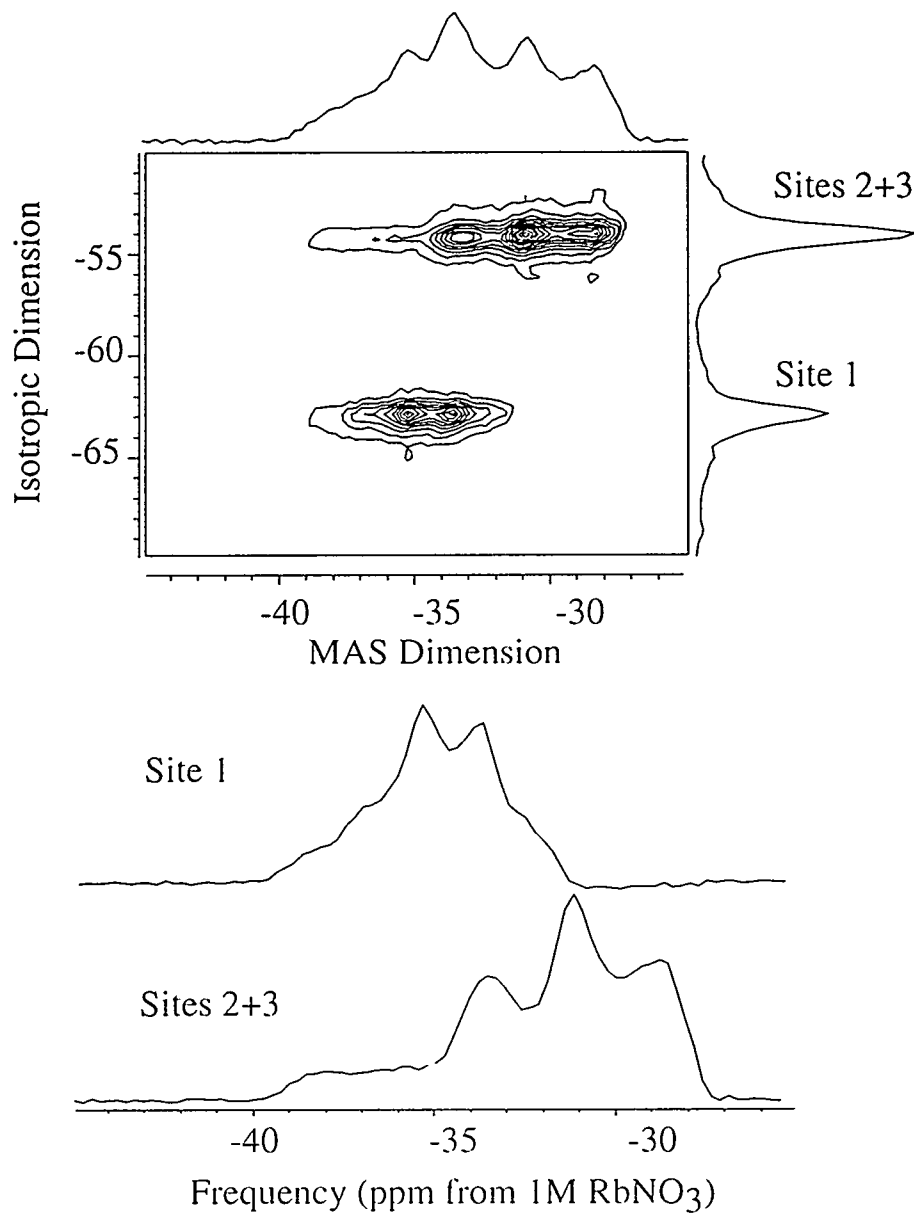 Sites 2+3
Isotropic Dimension
-55
-60
Site 1
-65
-40 -35 -30
MAS Dimension
Site 1
Sites 2+3
-40 -35 -30
Frequency (ppm from 1M RbNO3)